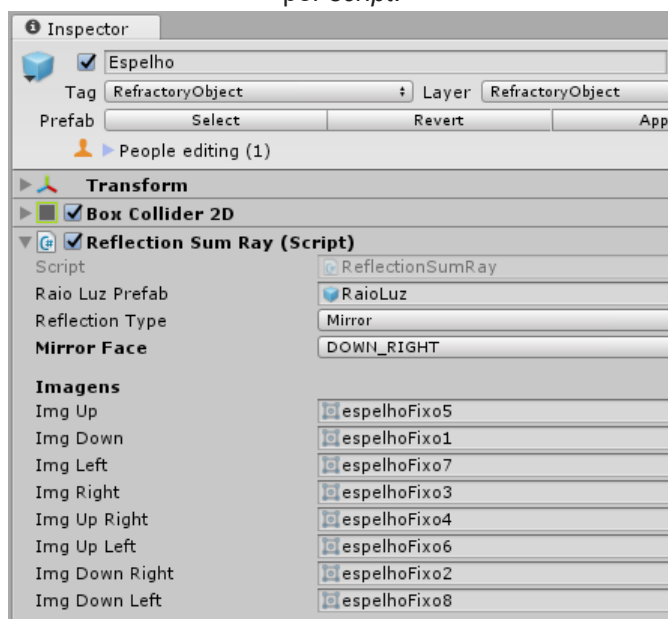 por script.
Inspector
Espelho
Tag RefractoryObject Layer RefractoryObject
Prefab Select Revert App
People editing (1)
Transform
Box Collider 2D
Reflection Sum Ray (Script)
Script ReflectionSumRay
Raio Luz Prefab RaioLuz
Reflection Type Mirror
Mirror Face DOWN_RIGHT
Imagens
Img Up espelhoFixo5
Img Down espelhoFixo1
Img Left espelhoFixo7
Img Right espelhoFixo3
Img Up Right espelhoFixo4
Img Up Left espelhoFixo6
Img Down Right espelhoFixo2
Img Down Left espelhoFixo8